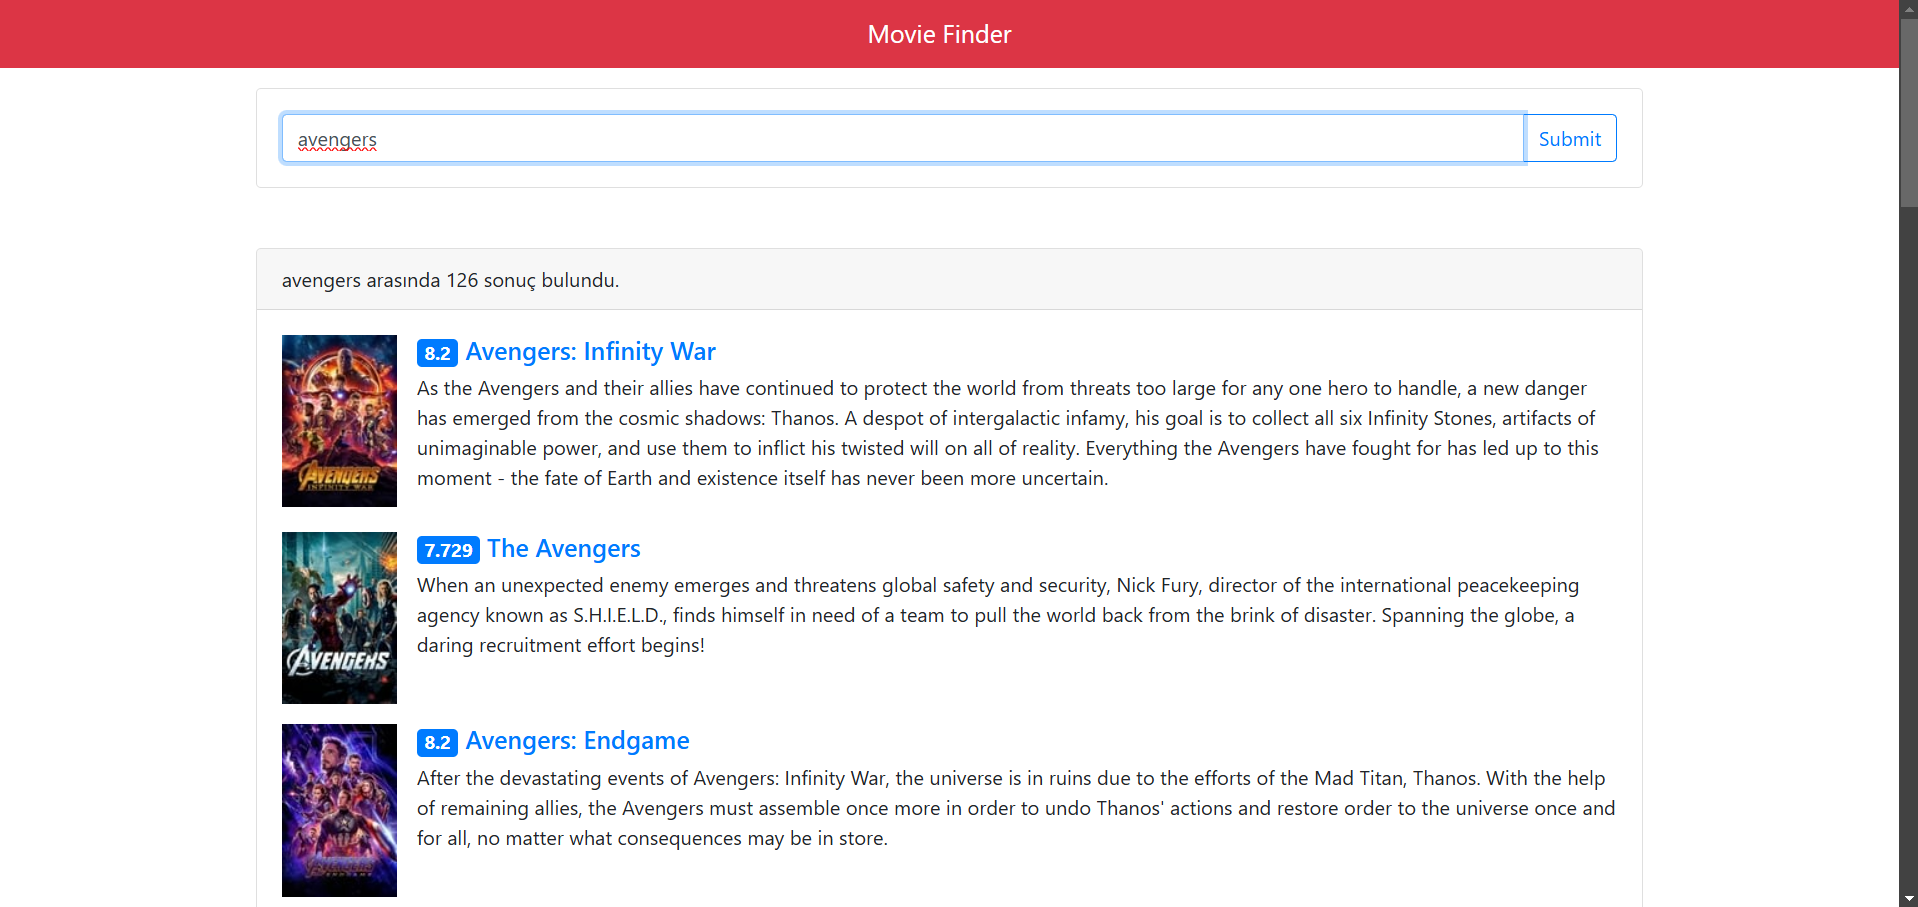 Movie Finder
avengers
Submit
avengers arasında 126 sonuç bulundu.
8.2 Avengers: Infinity War
As the Avengers and their allies have continued to protect the world from threats too large for any one hero to handle, a new danger
has emerged from the cosmic shadows: Thanos. A despot of intergalactic infamy, his goal is to collect all six Infinity Stones, artifacts of
unimaginable power, and use them to inflict his twisted will on all of reality. Everything the Avengers have fought for has led up to this
moment - the fate of Earth and existence itself has never been more uncertain.
AVENGERS
INFINITY WAR
7.729 The Avengers
When an unexpected enemy emerges and threatens global safety and security, Nick Fury, director of the international peacekeeping
agency known as S.H.I.E.L.D., finds himself in need of a team to pull the world back from the brink of disaster. Spanning the globe, a
daring recruitment effort begins!
AVENGERS
8.2 Avengers: Endgame
After the devastating events of Avengers: Infinity War, the universe is in ruins due to the efforts of the Mad Titan, Thanos. With the help
of remaining allies, the Avengers must assemble once more in order to undo Thanos' actions and restore order to the universe once and
for all, no matter what consequences may be in store.
AVENGERS
ENDGAME